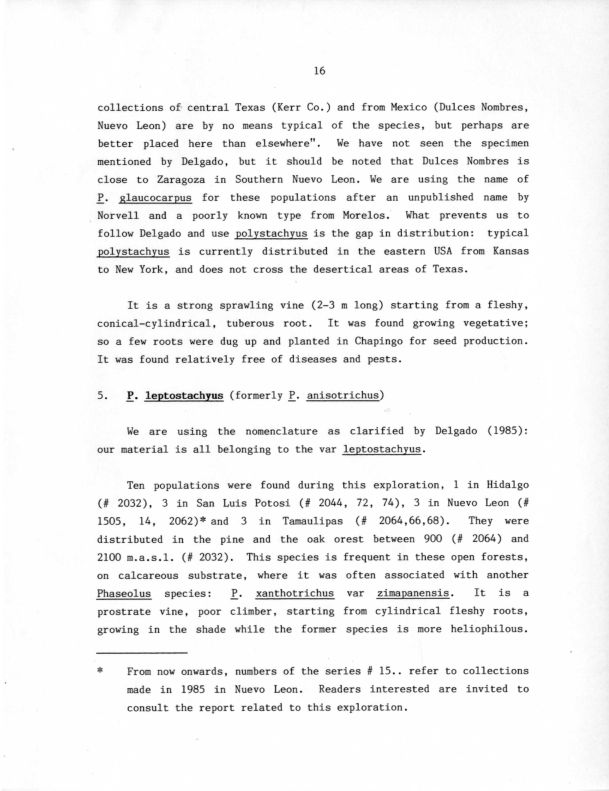 16
collections of central Texas (Kerr Co.) and from Mexico (Dulces Nombres,
Nuevo Leon) are by no means typical of the species, but perhaps are
better placed here than elsewhere". We have not seen the specimen
mentioned by Delgado, but it should be noted that Dulces Nombres is
close to Zaragoza in Southern Nuevo Leon. We are using the name of
P. glaucocarpus for these populations after an unpublished name by
Norvell and a poorly known type from Morelos. What prevents us to
follow Delgado and use polystachyus is the gap in distribution: typical
polystachyus is currently distributed in the eastern USA from Kansas
to New York, and does not cross the desertical areas of Texas.
It is a strong sprawling vine (2-3 m long) starting from a fleshy,
conical-cylindrical, tuberous root. It was found growing vegetative;
so a few roots were dug up and planted in Chapingo for seed production.
It was found relatively free of diseases and pests.
5. P. leptostachyus (formerly P. anisotrichus)
We are using the nomenclature as clarified by Delgado (1985):
our material is all belonging to the var leptostachyus.
Ten populations were found during this exploration, 1 in Hidalgo
(# 2032), 3 in San Luis Potosi (# 2044, 72, 74), 3 in Nuevo Leon (#
1505, 14, 2062)* and 3 in Tamaulipas (# 2064,66,68). They were
distributed in the pine and the oak orest between 900 (# 2064) and
2100 m.a.s.l. (# 2032). This species is frequent in these open forests,
on calcareous substrate, where it was often associated with another
Phaseolus species: P. xanthotrichus var zimapanensis. It is a
prostrate vine, poor climber, starting from cylindrical fleshy roots,
growing in the shade while the former species is more heliophilous.
* From now onwards, numbers of the series # 15.. refer to collections
made in 1985 in Nuevo Leon. Readers interested are invited to
consult the report related to this exploration.